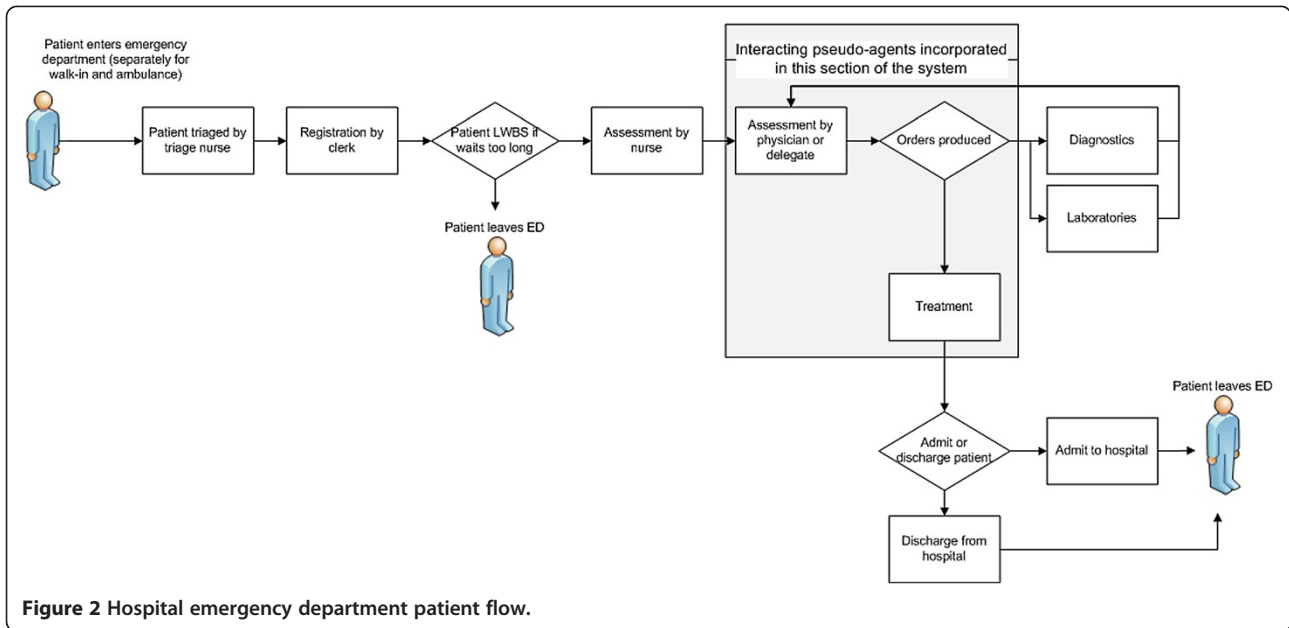 Patient enters emergency
department (separately for
walk-in and ambulance)
Patient triaged by
triage nurse
Registration by
clerk
Patient LWBS if
waits too long
Patient leaves ED
Assessment by
nurse
Interacting pseudo-agents incorporated
in this section of the system
Assessment by
physician or
delegate
Orders produced
Diagnostics
Laboratories
Treatment
Admit or
discharge patient
Admit to hospital
Patient leaves ED
Discharge from
hospital
Figure 2 Hospital emergency department patient flow.